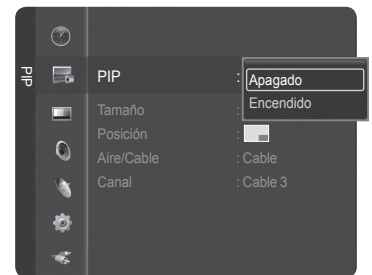 PIP
PIP : Apagado
Encendido
Tamaño :
Posición :
Aire/Cable : Cable
Canal : Cable 3